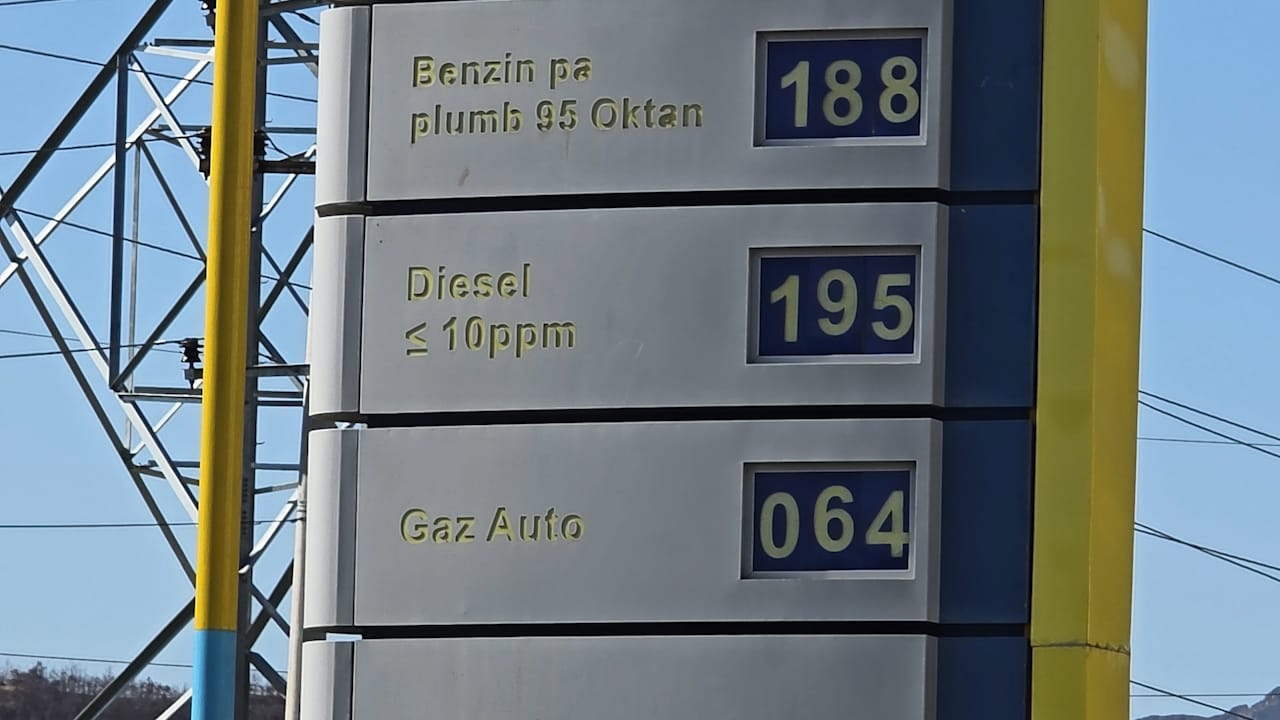 Benzin pa
plumb 95 Oktan
188
Diesel
≤ 10ppm
195
Gaz Auto
064